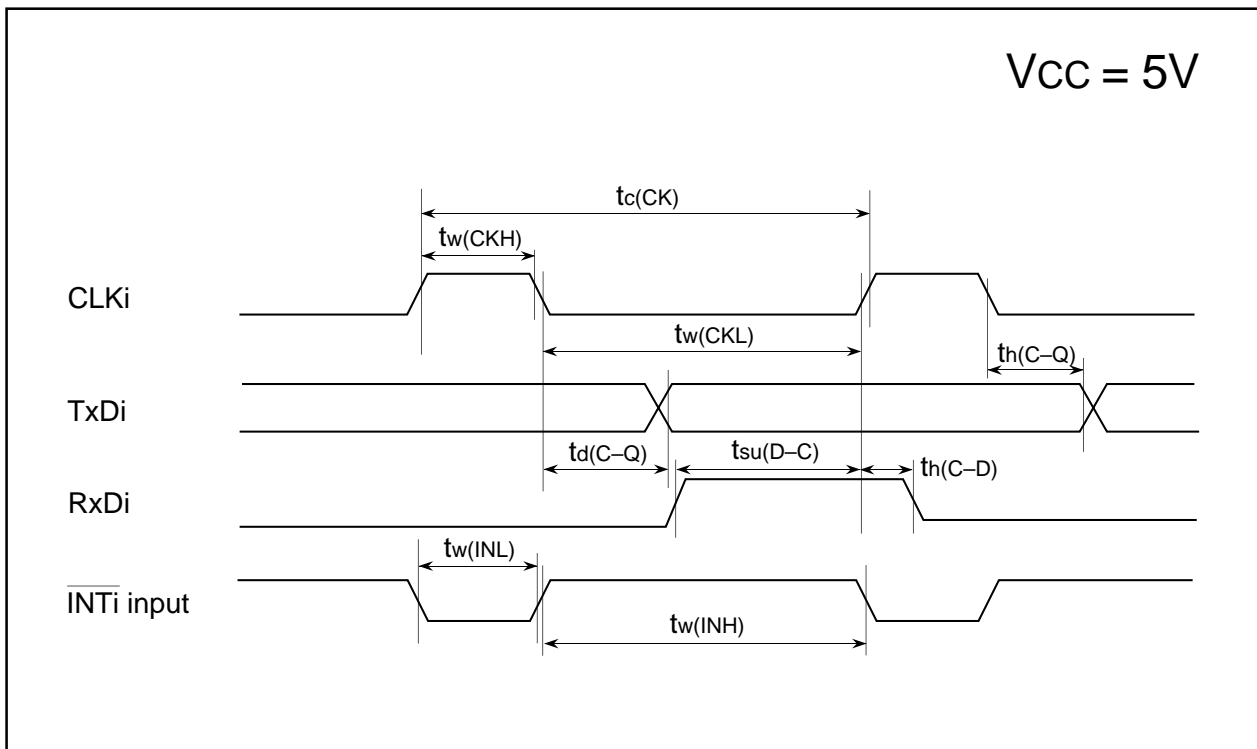 VCC = 5V
tc(CK)
tw(CKH)
CLKi
tw(CKL)
th(C–Q)
TxDi
td(C–Q)
tsu(D–C)
th(C–D)
RxDi
tw(INL)
INTi input
tw(INH)